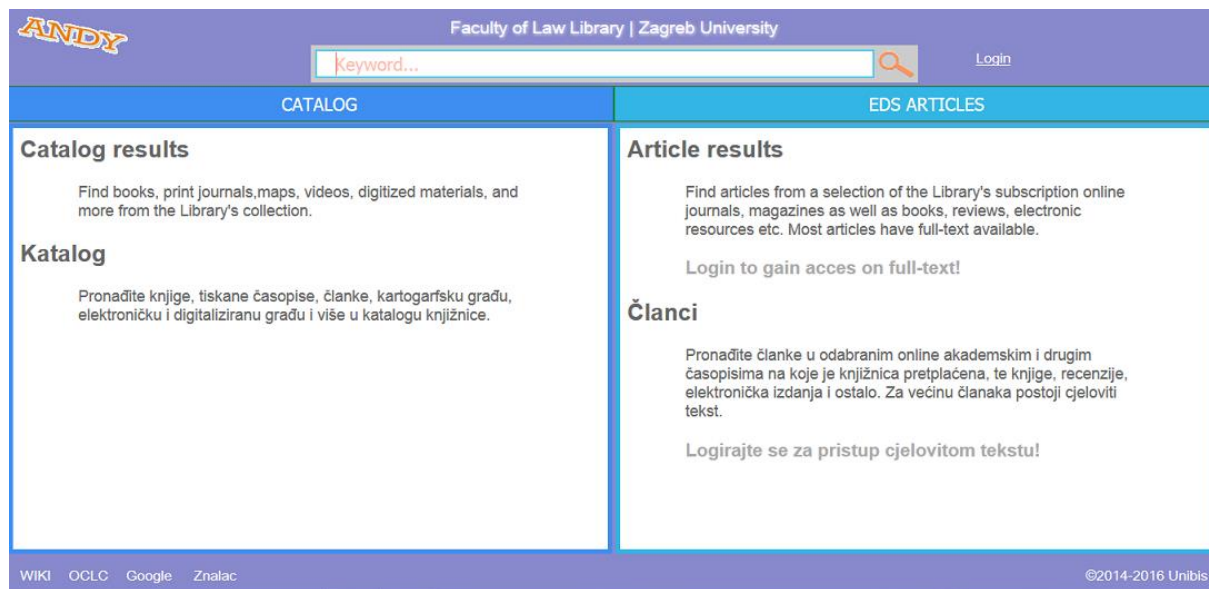 ANDY
Faculty of Law Library | Zagreb University
Keyword...
Login
CATALOG
EDS ARTICLES
Catalog results
Find books, print journals,maps, videos, digitized materials, and
more from the Library's collection.
Katalog
Pronađite knjige, tiskane časopise, članke, kartogarfsku građu,
elektroničku i digitaliziranu građu i više u katalogu knjižnice.
Article results
Find articles from a selection of the Library's subscription online
journals, magazines as well as books, reviews, electronic
resources etc. Most articles have full-text available.
Login to gain acces on full-text!
Članci
Pronađite članke u odabranim online akademskim i drugim
časopisima na koje je knjižnica pretplaćena, te knjige, recenzije,
elektronička izdanja i ostalo. Za većinu članaka postoji cjeloviti
tekst.
Logirajte se za pristup cjelovitom tekstu!
WIKI OCLC Google Znalac
©2014-2016 Unibis